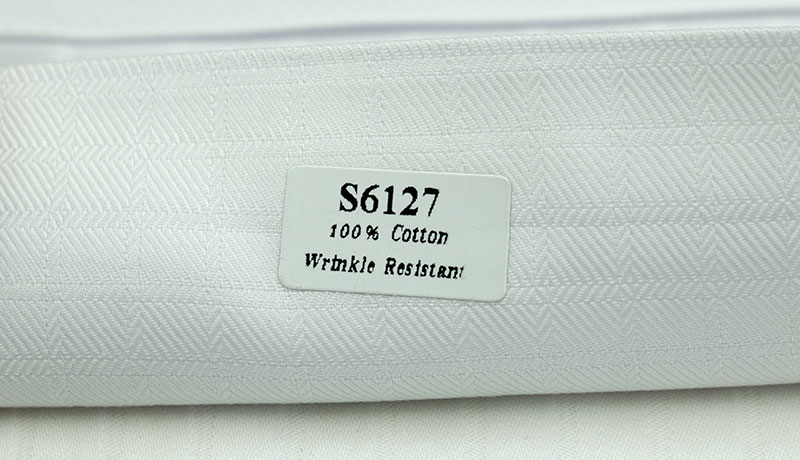 S6127
100% Cotton
Wrinkle Resistant